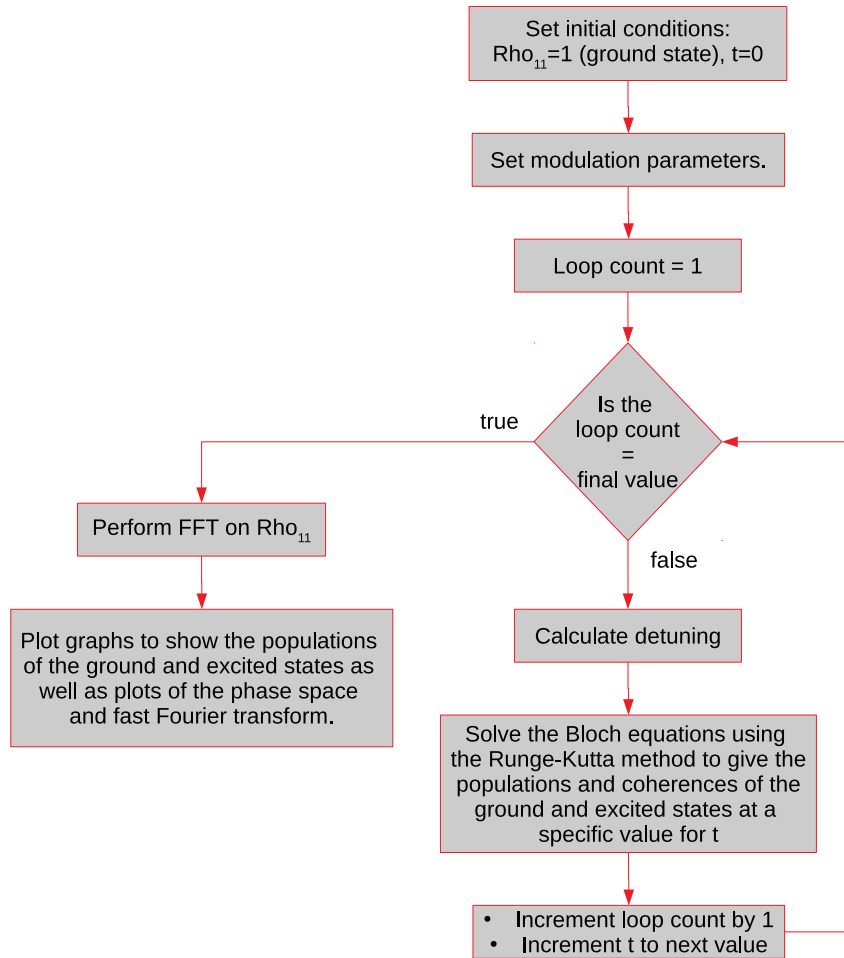 Set initial conditions:
Rho₁₁=1 (ground state), t=0
Set modulation parameters.
Loop count = 1
Is the
loop count
=
final value
true
false
Perform FFT on Rho₁₁
Plot graphs to show the populations
of the ground and excited states as
well as plots of the phase space
and fast Fourier transform.
Calculate detuning
Solve the Bloch equations using
the Runge-Kutta method to give the
populations and coherences of the
ground and excited states at a
specific value for t
• Increment loop count by 1
• Increment t to next value